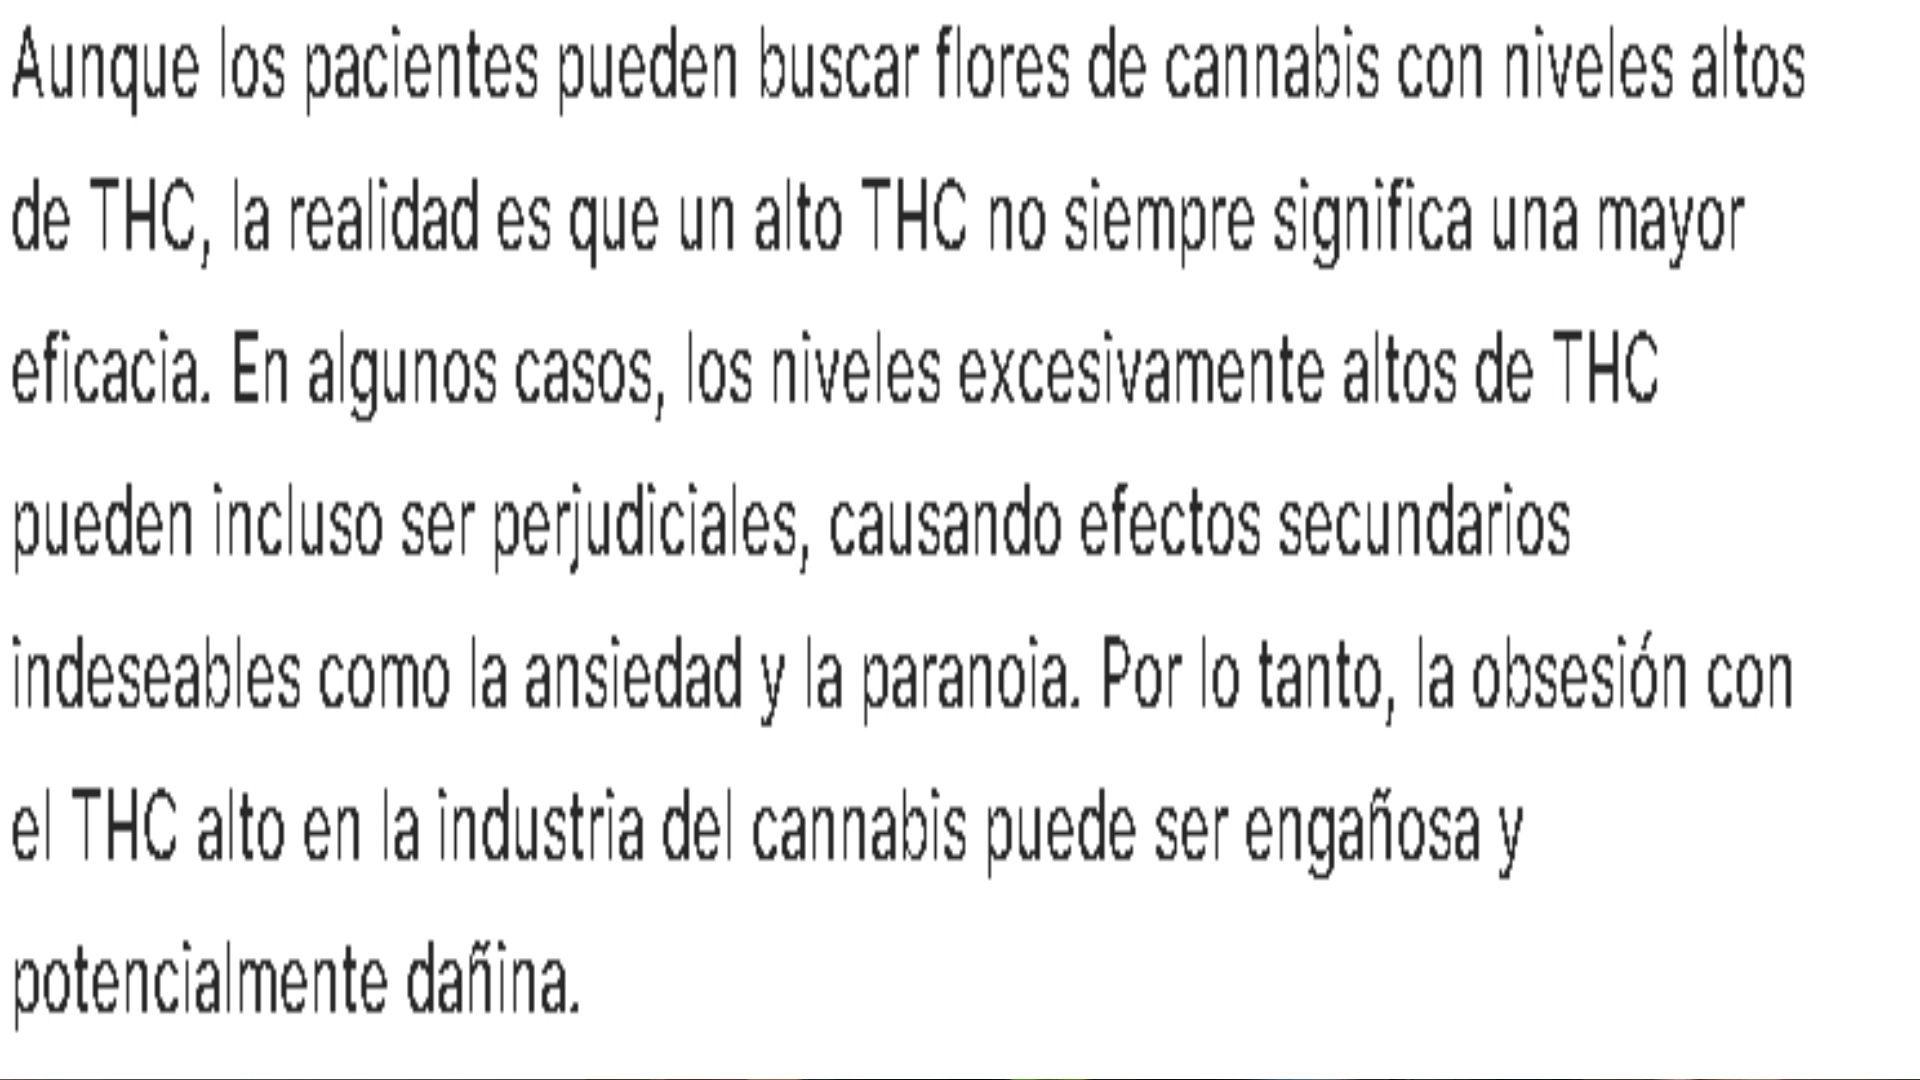 Aunque los pacientes pueden buscar flores de cannabis con niveles altos
de THC, la realidad es que un alto THC no siempre significa una mayor
eficacia. En algunos casos, los niveles excesivamente altos de THC
pueden incluso ser perjudiciales, causando efectos secundarios
indeseables como la ansiedad y la paranoia. Por lo tanto, la obsesión con
el THC alto en la industria del cannabis puede ser engañosa y
potencialmente dañina.